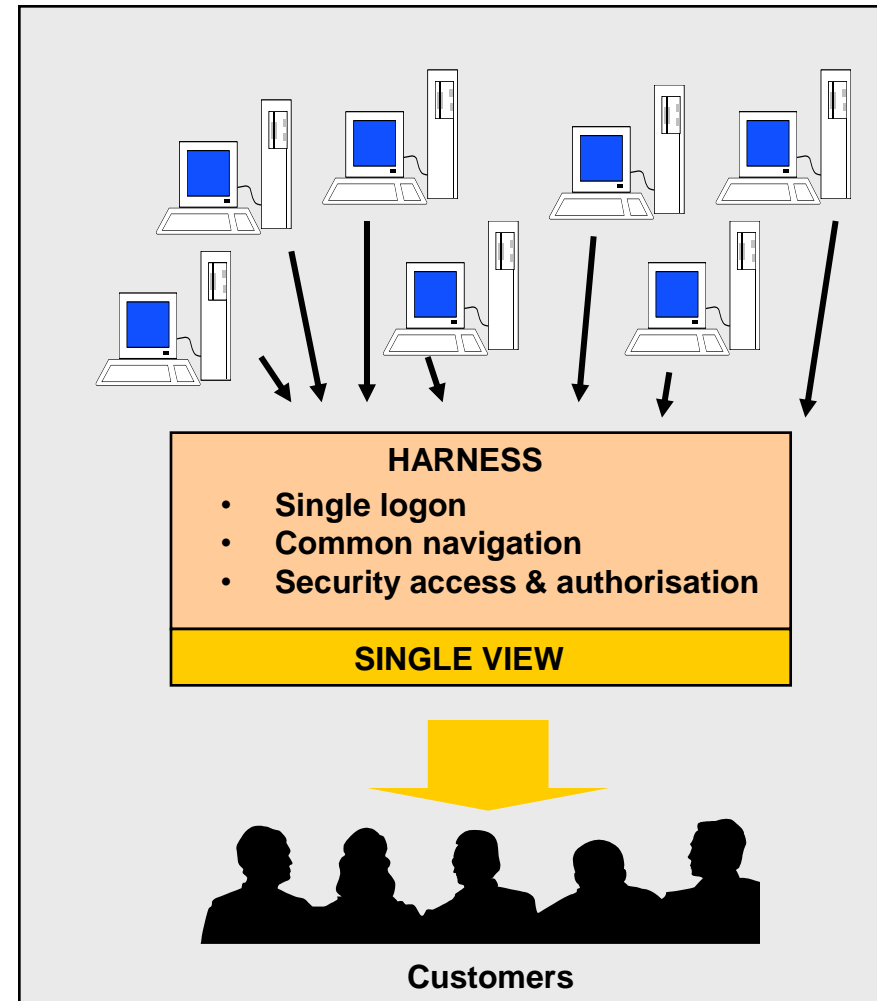 HARNESS
• Single logon
• Common navigation
• Security access & authorisation
SINGLE VIEW
Customers